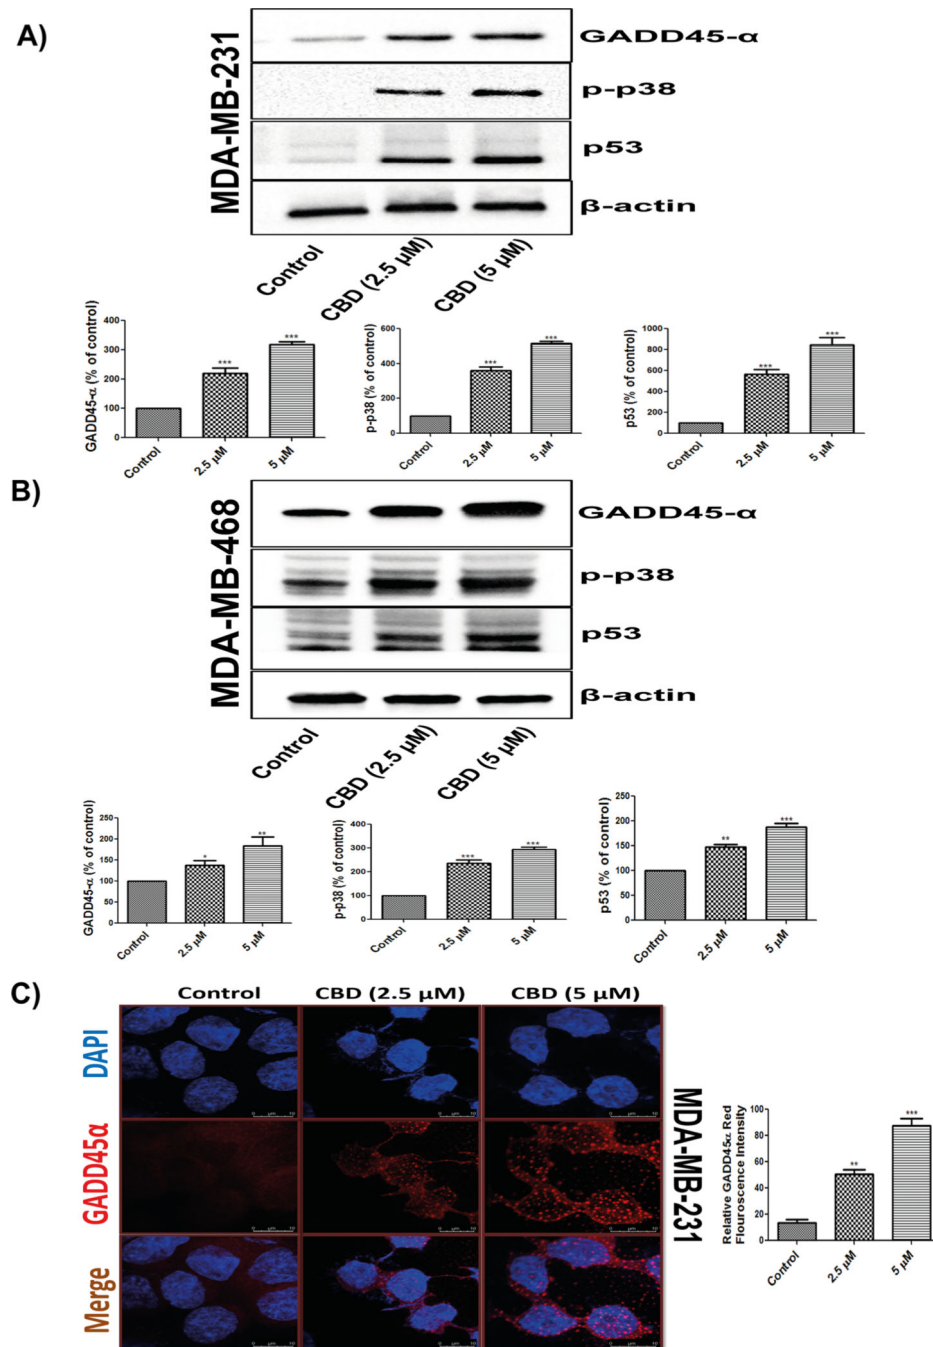 A)
MDA-MB-231
GADD45-α
p-p38
p53
β-actin
Control
CBD (2.5 μM)
CBD (5 μM)
GADD45-α (% of control)
400
300
200
100
0
***
***
Control
2.5 μM
5 μM
p-p38 (% of control)
600
400
200
0
***
***
Control
2.5 μM
5 μM
p53 (% of control)
1000
800
600
400
200
0
***
***
Control
2.5 μM
5 μM
B)
MDA-MB-468
GADD45-α
p-p38
p53
β-actin
Control
CBD (2.5 μM)
CBD (5 μM)
GADD45-α (% of control)
250
200
150
100
50
0
*
**
Control
2.5 μM
5 μM
p-p38 (% of control)
400
300
200
100
0
***
***
Control
2.5 μM
5 μM
p53 (% of control)
250
200
150
100
50
0
**
***
Control
2.5 μM
5 μM
C)
Control
CBD (2.5 μM)
CBD (5 μM)
DAPI
GADD45α
Merge
MDA-MB-231
Relative GADD45α Red
Flouroscence Intensity
100
80
60
40
20
0
**
***
Control
2.5 μM
5 μM